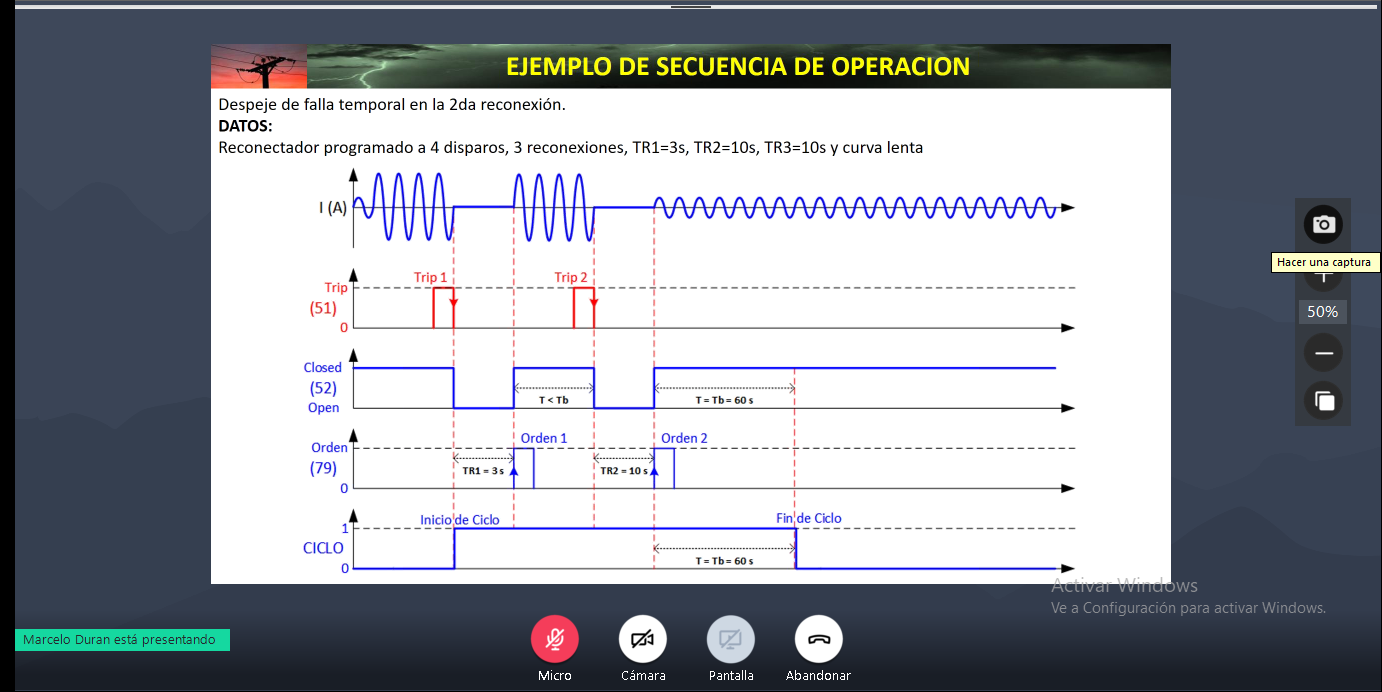 EJEMPLO DE SECUENCIA DE OPERACION
Despeje de falla temporal en la 2da reconexión.
DATOS:
Reconectador programado a 4 disparos, 3 reconexiones, TR1=3s, TR2=10s, TR3=10s y curva lenta
I (A)
Hacer una captura
50%
Trip 1
Trip 2
Trip
(51)
0
Closed
(52)
Open
T < Tb
T = Tb = 60 s
Orden 1
Orden 2
Orden
(79)
0
TR1 = 3 s
TR2 = 10 s
Inicio de Ciclo
Fin de Ciclo
1
CICLO
0
T = Tb = 60 s
Activar Windows
Ve a Configuración para activar Windows.
Marcelo Duran está presentando
Micro
Cámara
Pantalla
Abandonar